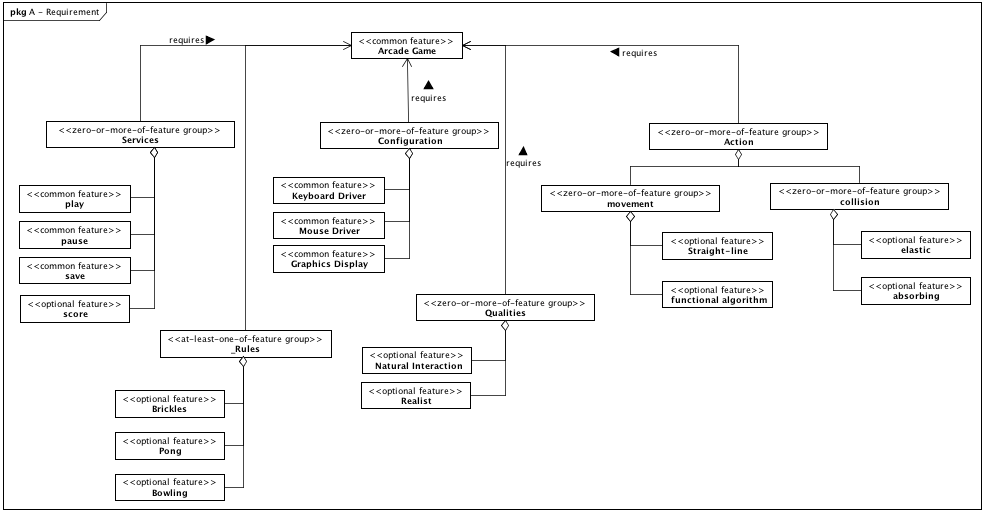 pkg A - Requirement
<<common feature>>
Arcade Game
requires
requires
requires
requires
<<zero-or-more-of-feature group>>
Services
<<common feature>>
play
<<common feature>>
pause
<<common feature>>
save
<<optional feature>>
score
<<zero-or-more-of-feature group>>
Configuration
<<common feature>>
Keyboard Driver
<<common feature>>
Mouse Driver
<<common feature>>
Graphics Display
<<zero-or-more-of-feature group>>
Action
<<zero-or-more-of-feature group>>
movement
<<optional feature>>
Straight-line
<<optional feature>>
functional algorithm
<<zero-or-more-of-feature group>>
collision
<<optional feature>>
elastic
<<optional feature>>
absorbing
<<zero-or-more-of-feature group>>
Qualities
<<optional feature>>
Natural Interaction
<<optional feature>>
Realist
<<at-least-one-of-feature group>>
_Rules
<<optional feature>>
Brickles
<<optional feature>>
Pong
<<optional feature>>
Bowling